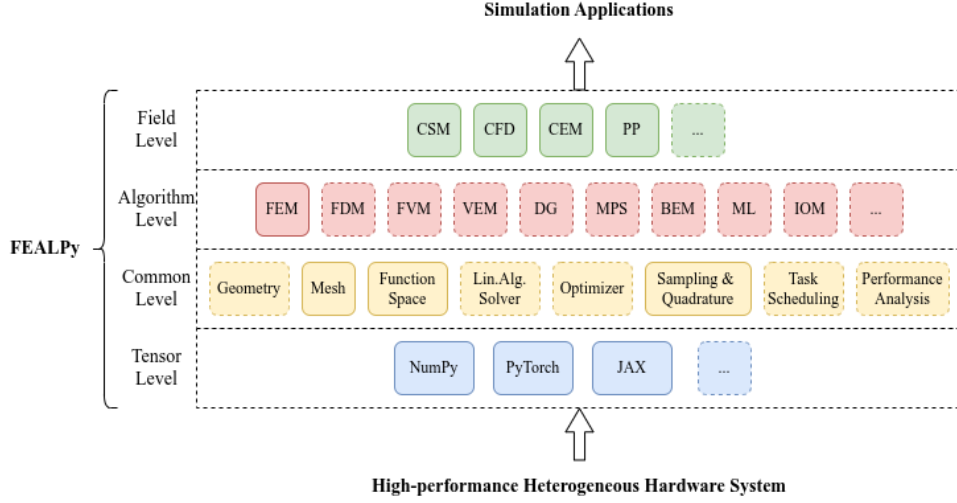 Simulation Applications
Field
Level
CSM
CFD
CEM
PP
...
Algorithm
Level
FEM
FDM
FVM
VEM
DG
MPS
BEM
ML
IOM
...
FEALPy
Common
Level
Geometry
Mesh
Function
Space
Lin.Alg.
Solver
Optimizer
Sampling &
Quadrature
Task
Scheduling
Performance
Analysis
Tensor
Level
NumPy
PyTorch
JAX
...
High-performance Heterogeneous Hardware System